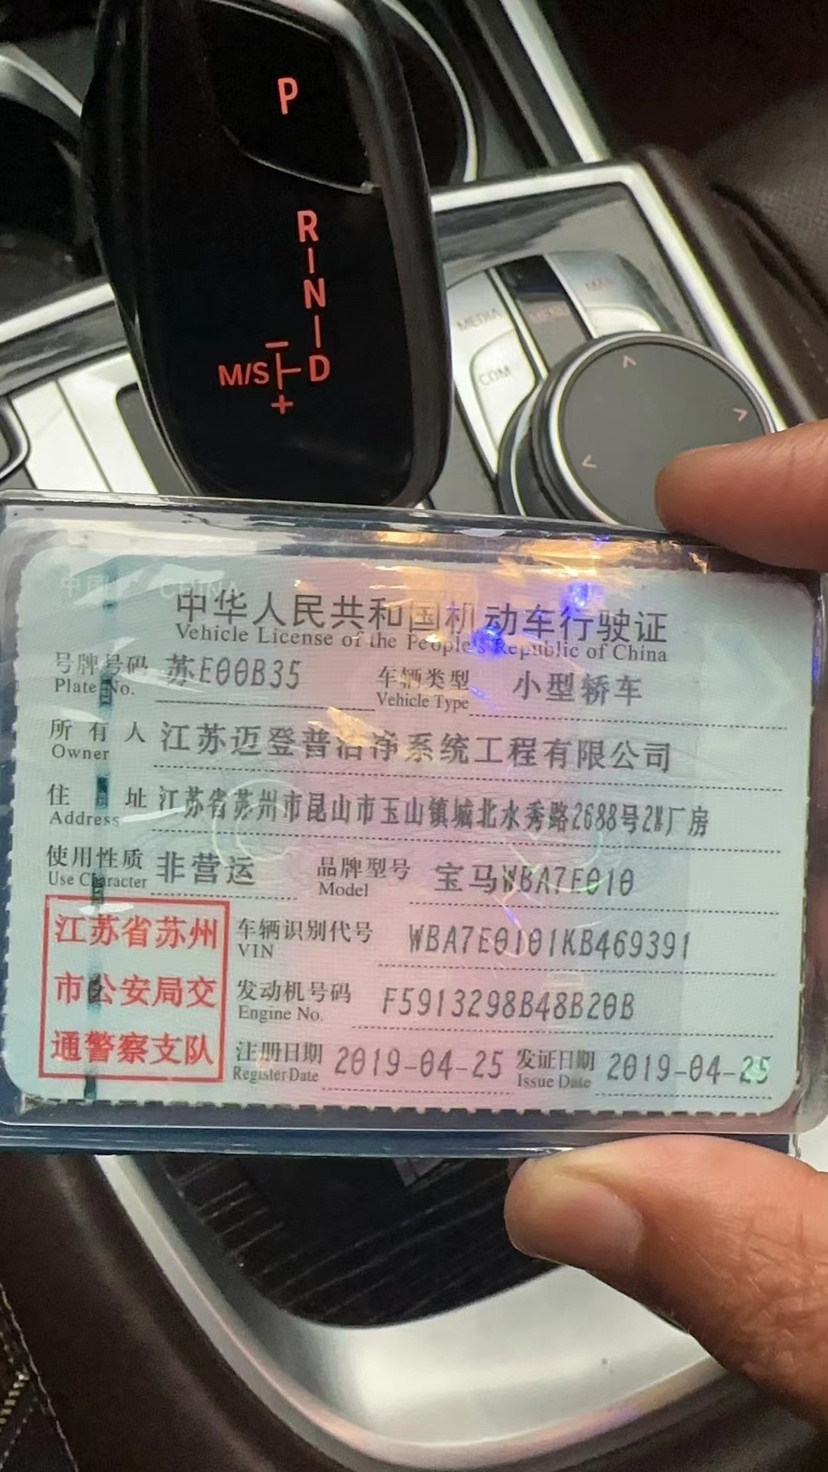 P
R
N
M/S D
−
+
MEDIA
MENU
MAP
COM
中国 CHINA
中华人民共和国机动车行驶证
Vehicle License of the People's Republic of China
号牌号码 苏E00B35 车辆类型 小型轿车
Plate No. Vehicle Type
所有人 江苏迈登普洁净系统工程有限公司
Owner
住址 江苏省苏州市昆山市玉山镇城北水秀路2688号2#厂房
Address
使用性质 非营运 品牌型号 宝马WBA7E010
Use Character Model
江苏省苏州
市公安局交
通警察支队
车辆识别代号 WBA7E0101KB469391
VIN
发动机号码 F5913298B48B20B
Engine No.
注册日期 2019-04-25 发证日期 2019-04-25
Register Date Issue Date